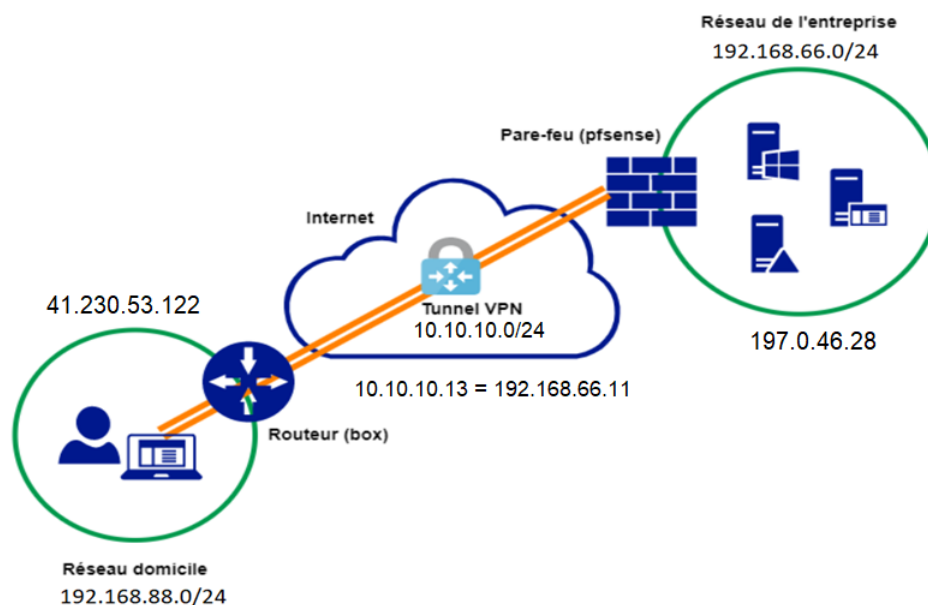 Réseau de l'entreprise
192.168.66.0/24
Pare-feu (pfsense)
Internet
41.230.53.122
Tunnel VPN
10.10.10.0/24
197.0.46.28
10.10.10.13 = 192.168.66.11
Routeur (box)
Réseau domicile
192.168.88.0/24